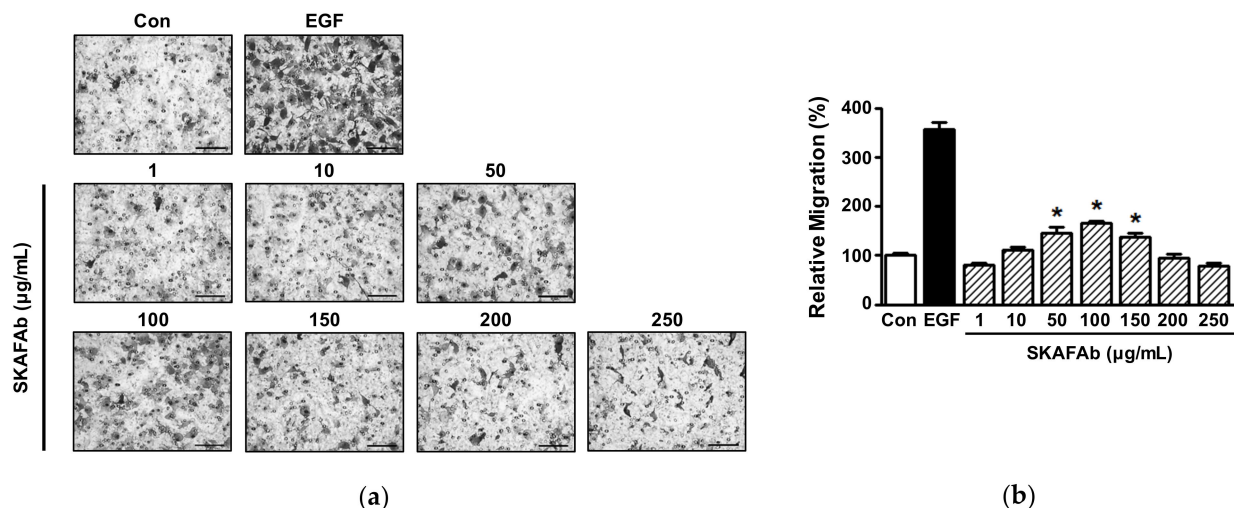 Con EGF
1 10 50
100 150 200 250
SKAFAb (µg/mL)
(a)
Relative Migration (%)
400
300
200
100
0
* * *
Con EGF 1 10 50 100 150 200 250
SKAFAb (µg/mL)
(b)